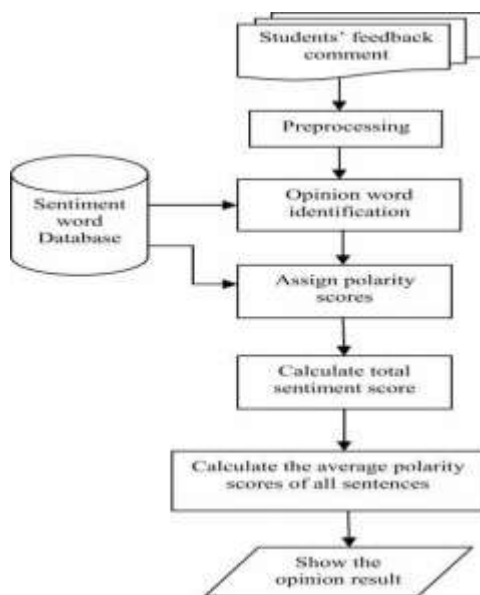 Students' feedback
comment
Preprocessing
Sentiment
word
Database
Opinion word
identification
Assign polarity
scores
Calculate total
sentiment score
Calculate the average polarity
scores of all sentences
Show the
opinion result